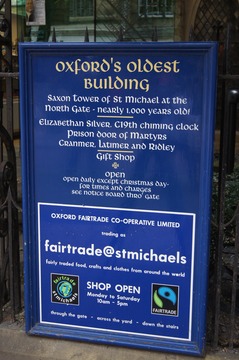 Oxford's Oldest
Building
Saxon Tower of St Michael at the
North Gate - nearly 1,000 years old!
Elizabethan Silver, C19th chiming clock
Prison door of Martyrs
Cranmer, Latimer and Ridley
Gift Shop
open
open daily except christmas day-
for times and charges
see notice board thro' gate
OXFORD FAIRTRADE CO-OPERATIVE LIMITED
trading as
fairtrade@stmichaels
fairly traded food, crafts and clothes from around the world
fairtrade
stmichaels
SHOP OPEN
Monday to Saturday
10am - 5pm
FAIRTRADE
through the gate - across the yard - down the stairs